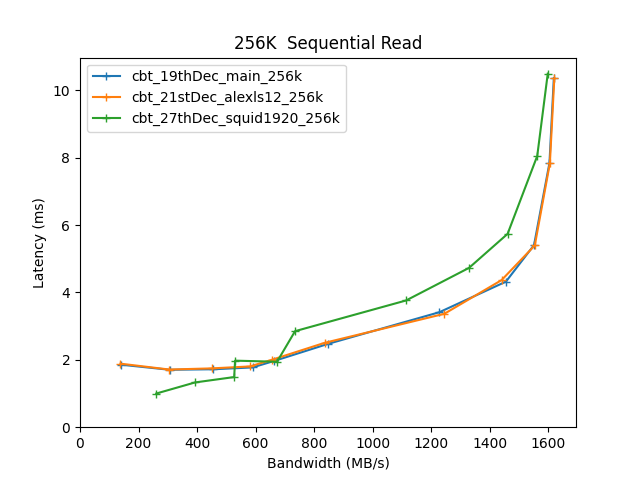 256K  Sequential Read
cbt_19thDec_main_256k
cbt_21stDec_alexls12_256k
cbt_27thDec_squid1920_256k
10
8
6
4
2
0
Latency (ms)
0 200 400 600 800 1000 1200 1400 1600
Bandwidth (MB/s)